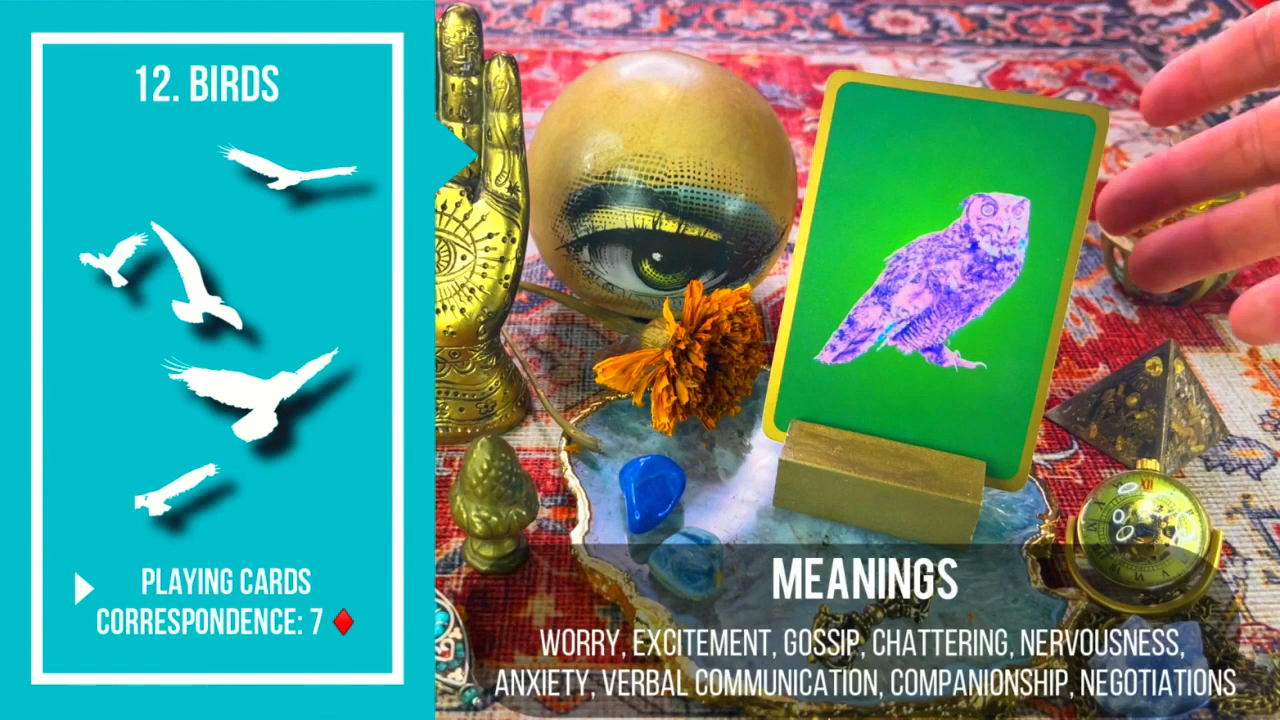 12. BIRDS
PLAYING CARDS
CORRESPONDENCE: 7 ♦
MEANINGS
WORRY, EXCITEMENT, GOSSIP, CHATTERING, NERVOUSNESS,
ANXIETY, VERBAL COMMUNICATION, COMPANIONSHIP, NEGOTIATIONS